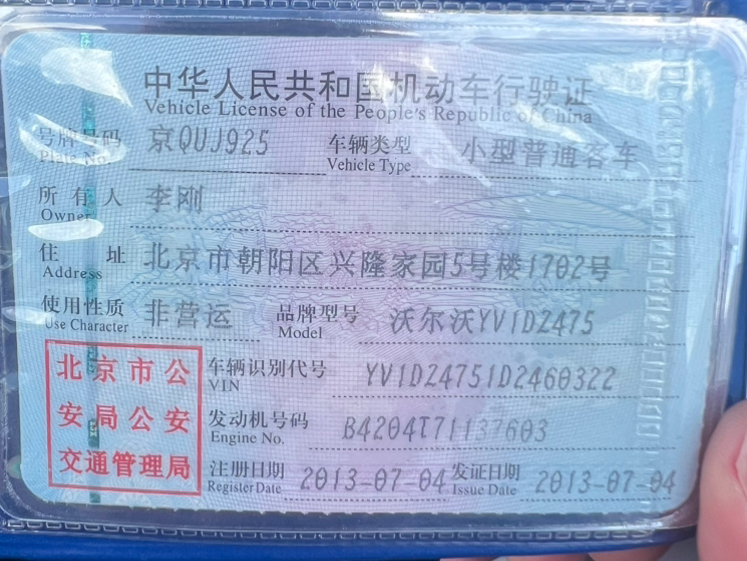 中华人民共和国机动车行驶证
Vehicle License of the People's Republic of China
号牌号码 京QUJ925 车辆类型 小型普通客车
Plate No. Vehicle Type
所有人 李刚
Owner
住址 北京市朝阳区兴隆家园5号楼1702号
Address
使用性质 非营运 品牌型号 沃尔沃YV1DZ475
Use Character Model
北京市公 车辆识别代号 YV1DZ4751D2460322
VIN
安局公安 发动机号码 B4204T71137603
Engine No.
交通管理局 注册日期 2013-07-04 发证日期 2013-07-04
Register Date Issue Date